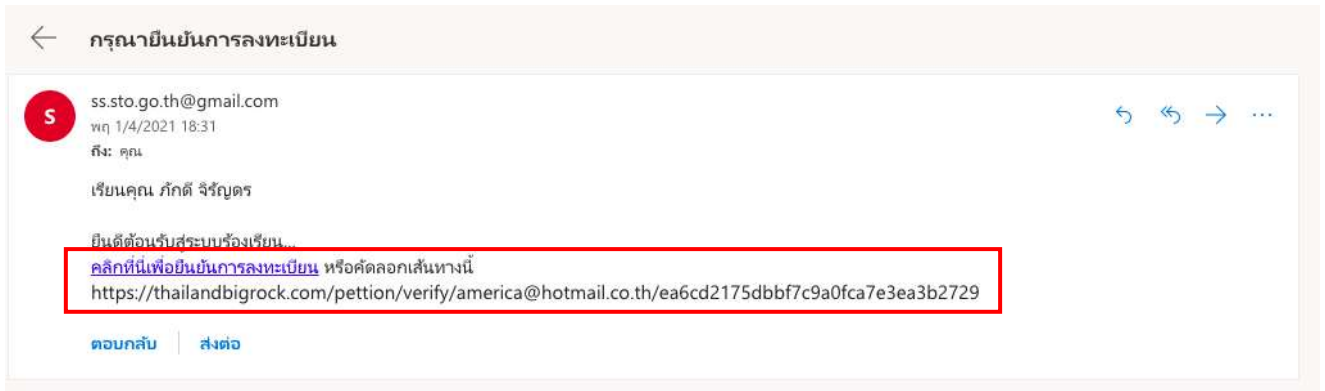 กรุณายืนยันการลงทะเบียน
S
ss.sto.go.th@gmail.com
พฤ 1/4/2021 18:31
ถึง: คุณ
เรียนคุณ ภักดี จิรัญดร
ยินดีต้อนรับสู่ระบบร้องเรียน...
คลิกที่นี่เพื่อยืนยันการลงทะเบียน หรือคัดลอกเส้นทางนี้
https://thailandbigrock.com/pettion/verify/america@hotmail.co.th/ea6cd2175dbbf7c9a0fca7e3ea3b2729
ตอบกลับ ส่งต่อ